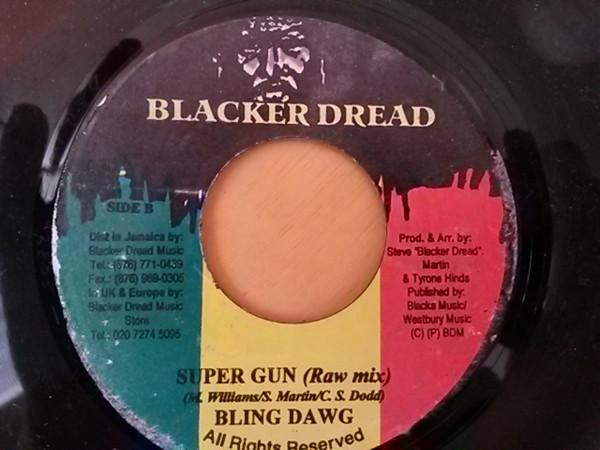 BLACKER DREAD
SIDE B
Dist in Jamaica by:
Blacker Dread Music
Tel.: (876) 771-0439
Fax.: (876) 969-0305
In UK & Europe by:
Blacker Dread Music
Store
Tel.: 020 7274 5095
Prod. & Arr. by:
Steve "Blacker Dread".
Martin
& Tyrone Hinds
Published by:
Blacka Music/
Westbury Music
(C) (P) BDM
SUPER GUN (Raw mix)
(M. Williams/S. Martin/C. S. Dodd)
BLING DAWG
All Rights Reserved